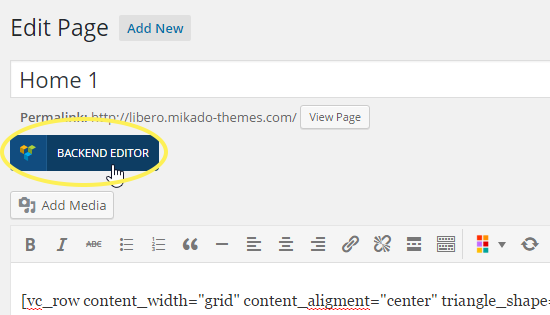 Edit Page Add New
Home 1
Permalink: http://libero.mikado-themes.com/ View Page
BACKEND EDITOR
Add Media
B I ABC
[vc_row content_width="grid" content_aligment="center" triangle_shape=